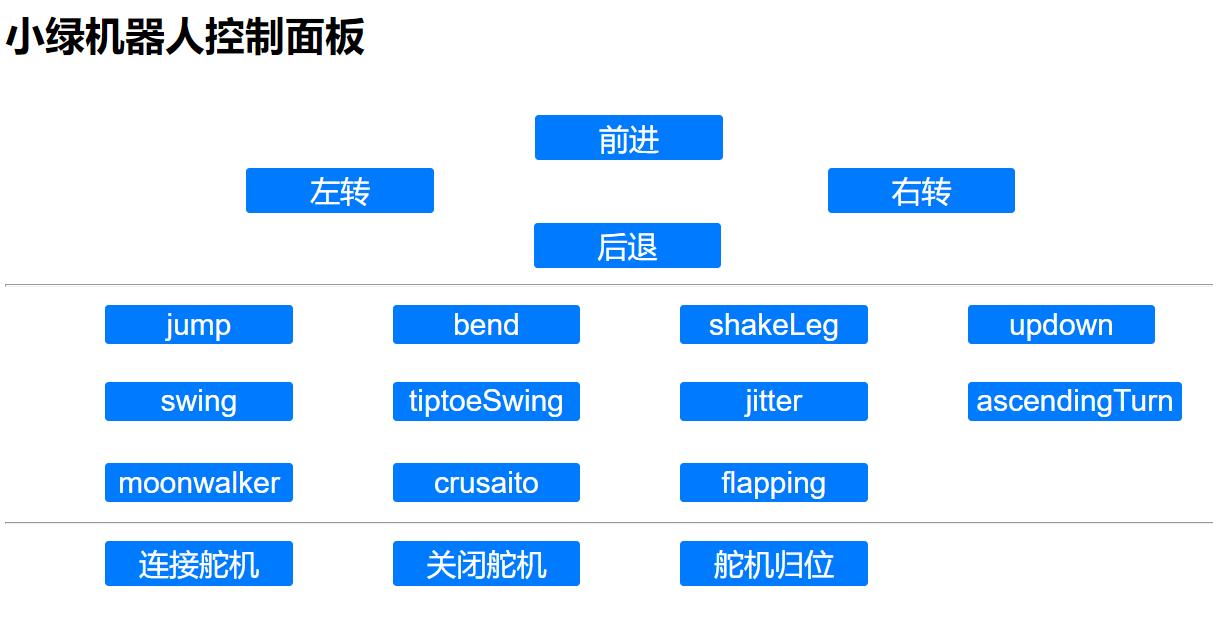 小绿机器人控制面板
前进
左转 右转
后退
jump bend shakeLeg updown
swing tiptoeSwing jitter ascendingTurn
moonwalker crusaito flapping
连接舵机 关闭舵机 舵机归位